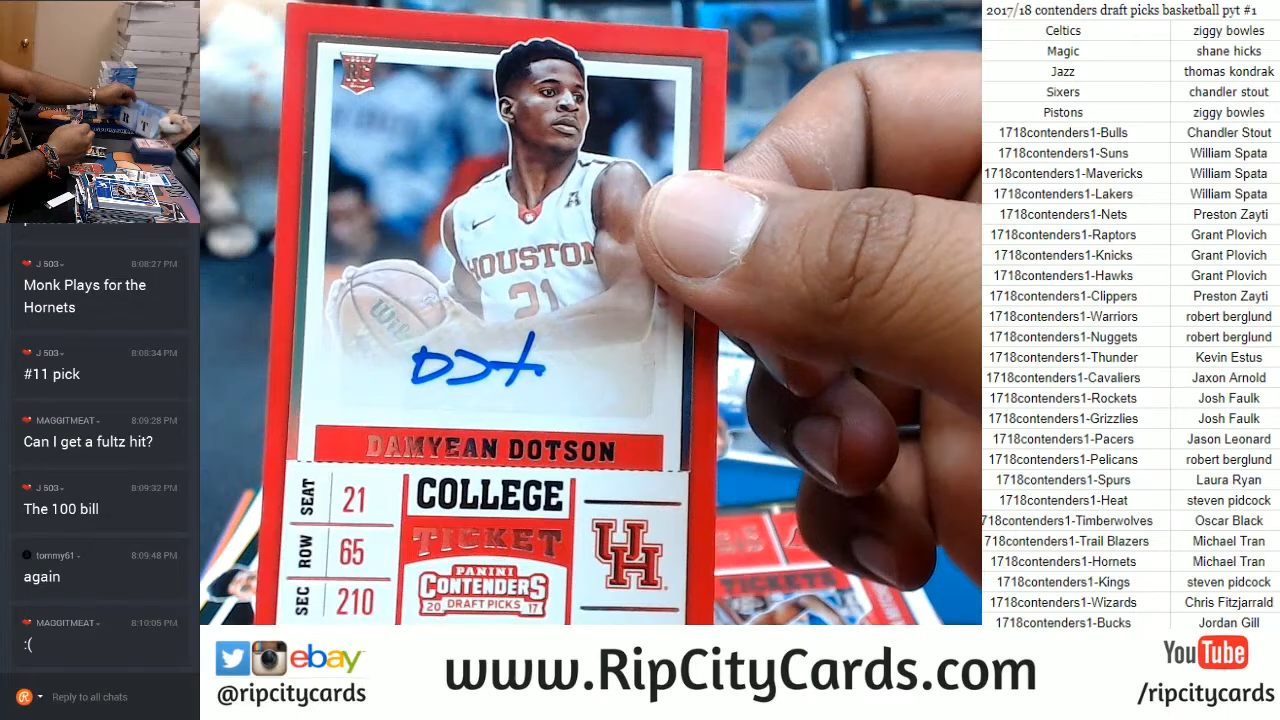 J 503 8:08:27 PM
Monk Plays for the
Hornets
J 503 8:08:34 PM
#11 pick
MAGGITMEAT 8:09:28 PM
Can I get a fultz hit?
J 503 8:09:32 PM
The 100 bill
tommy61 8:09:48 PM
again
MAGGITMEAT 8:10:05 PM
:(
Reply to all chats
RC
HOUSTON
21
Wil
DAMYEAN DOTSON
SEAT 21
ROW 65
SEC 210
COLLEGE
TICKET
PANINI
CONTENDERS
20 DRAFT PICKS 17
UH
TICKETS
2017/18 contenders draft picks basketball pyt #1
Celtics ziggy bowles
Magic shane hicks
Jazz thomas kondrak
Sixers chandler stout
Pistons ziggy bowles
1718contenders1-Bulls Chandler Stout
1718contenders1-Suns William Spata
1718contenders1-Mavericks William Spata
1718contenders1-Lakers William Spata
1718contenders1-Nets Preston Zayti
1718contenders1-Raptors Grant Plovich
1718contenders1-Knicks Grant Plovich
1718contenders1-Hawks Grant Plovich
1718contenders1-Clippers Preston Zayti
1718contenders1-Warriors robert berglund
1718contenders1-Nuggets robert berglund
1718contenders1-Thunder Kevin Estus
1718contenders1-Cavaliers Jaxon Arnold
1718contenders1-Rockets Josh Faulk
1718contenders1-Grizzlies Josh Faulk
1718contenders1-Pacers Jason Leonard
1718contenders1-Pelicans robert berglund
1718contenders1-Spurs Laura Ryan
1718contenders1-Heat steven pidcock
718contenders1-Timberwolves Oscar Black
718contenders1-Trail Blazers Michael Tran
1718contenders1-Hornets Michael Tran
1718contenders1-Kings steven pidcock
1718contenders1-Wizards Chris Fitzjarrald
1718contenders1-Bucks Jordan Gill
ebay
@ripcitycards
www.RipCityCards.com
YouTube
/ripcitycards